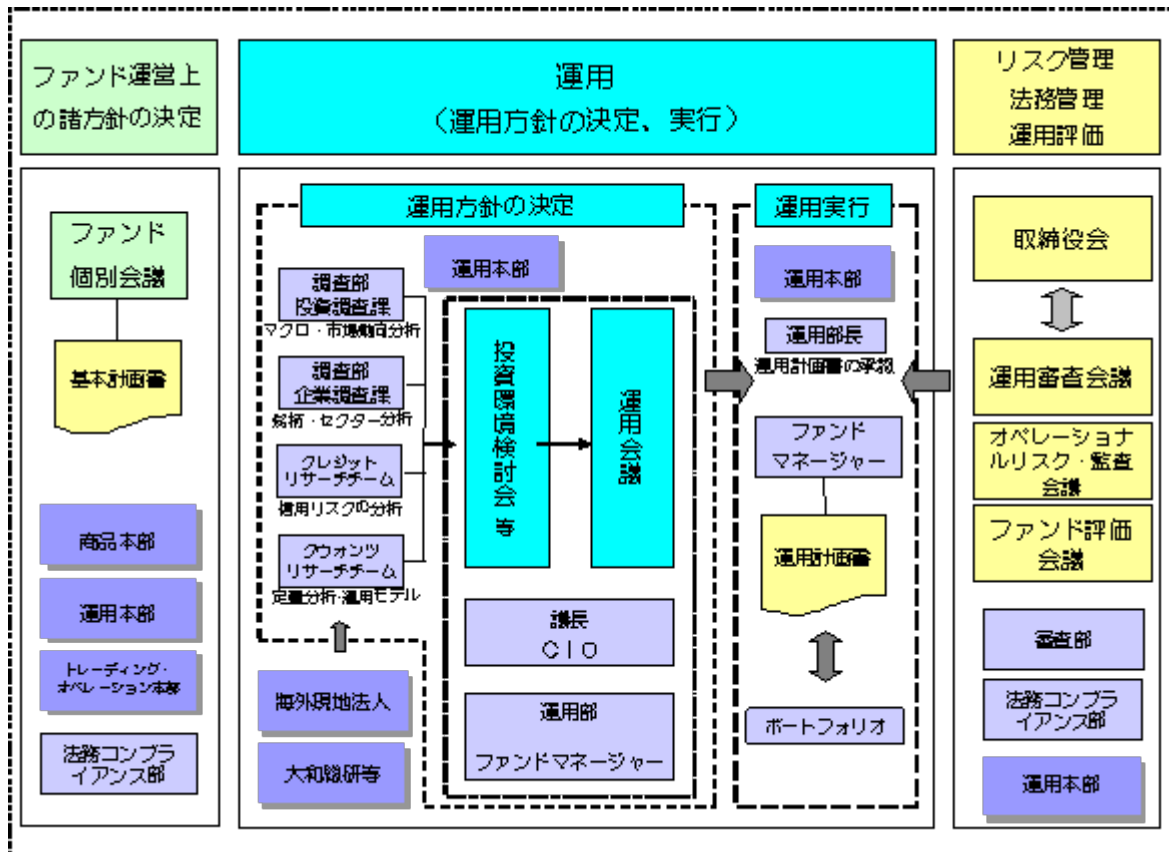 ファンド運営上
の諸方針の決定
運用
(運用方針の決定、実行)
リスク管理
法務管理
運用評価
ファンド
個別会議
基本計画書
商品本部
運用本部
トレーディング・
オペレーション本部
法務コンプラ
イアンス部
運用方針の決定
運用本部
調査部
投資調査課
マクロ・市場動向分析
調査部
企業調査課
銘柄・セクター分析
クレジット
リサーチチーム
信用リスクの分析
クウォンツ
リサーチチーム
定量分析・運用モデル
海外現地法人
大和総研等
投資環境検討会 等
運用会議
議長
CIO
運用部
ファンドマネージャー
運用実行
運用本部
運用部長
運用計画書の承認
ファンド
マネージャー
運用計画書
ポートフォリオ
取締役会
運用審査会議
オペレーショナ
ルリスク・監査
会議
ファンド評価
会議
審査部
法務コンプラ
イアンス部
運用本部